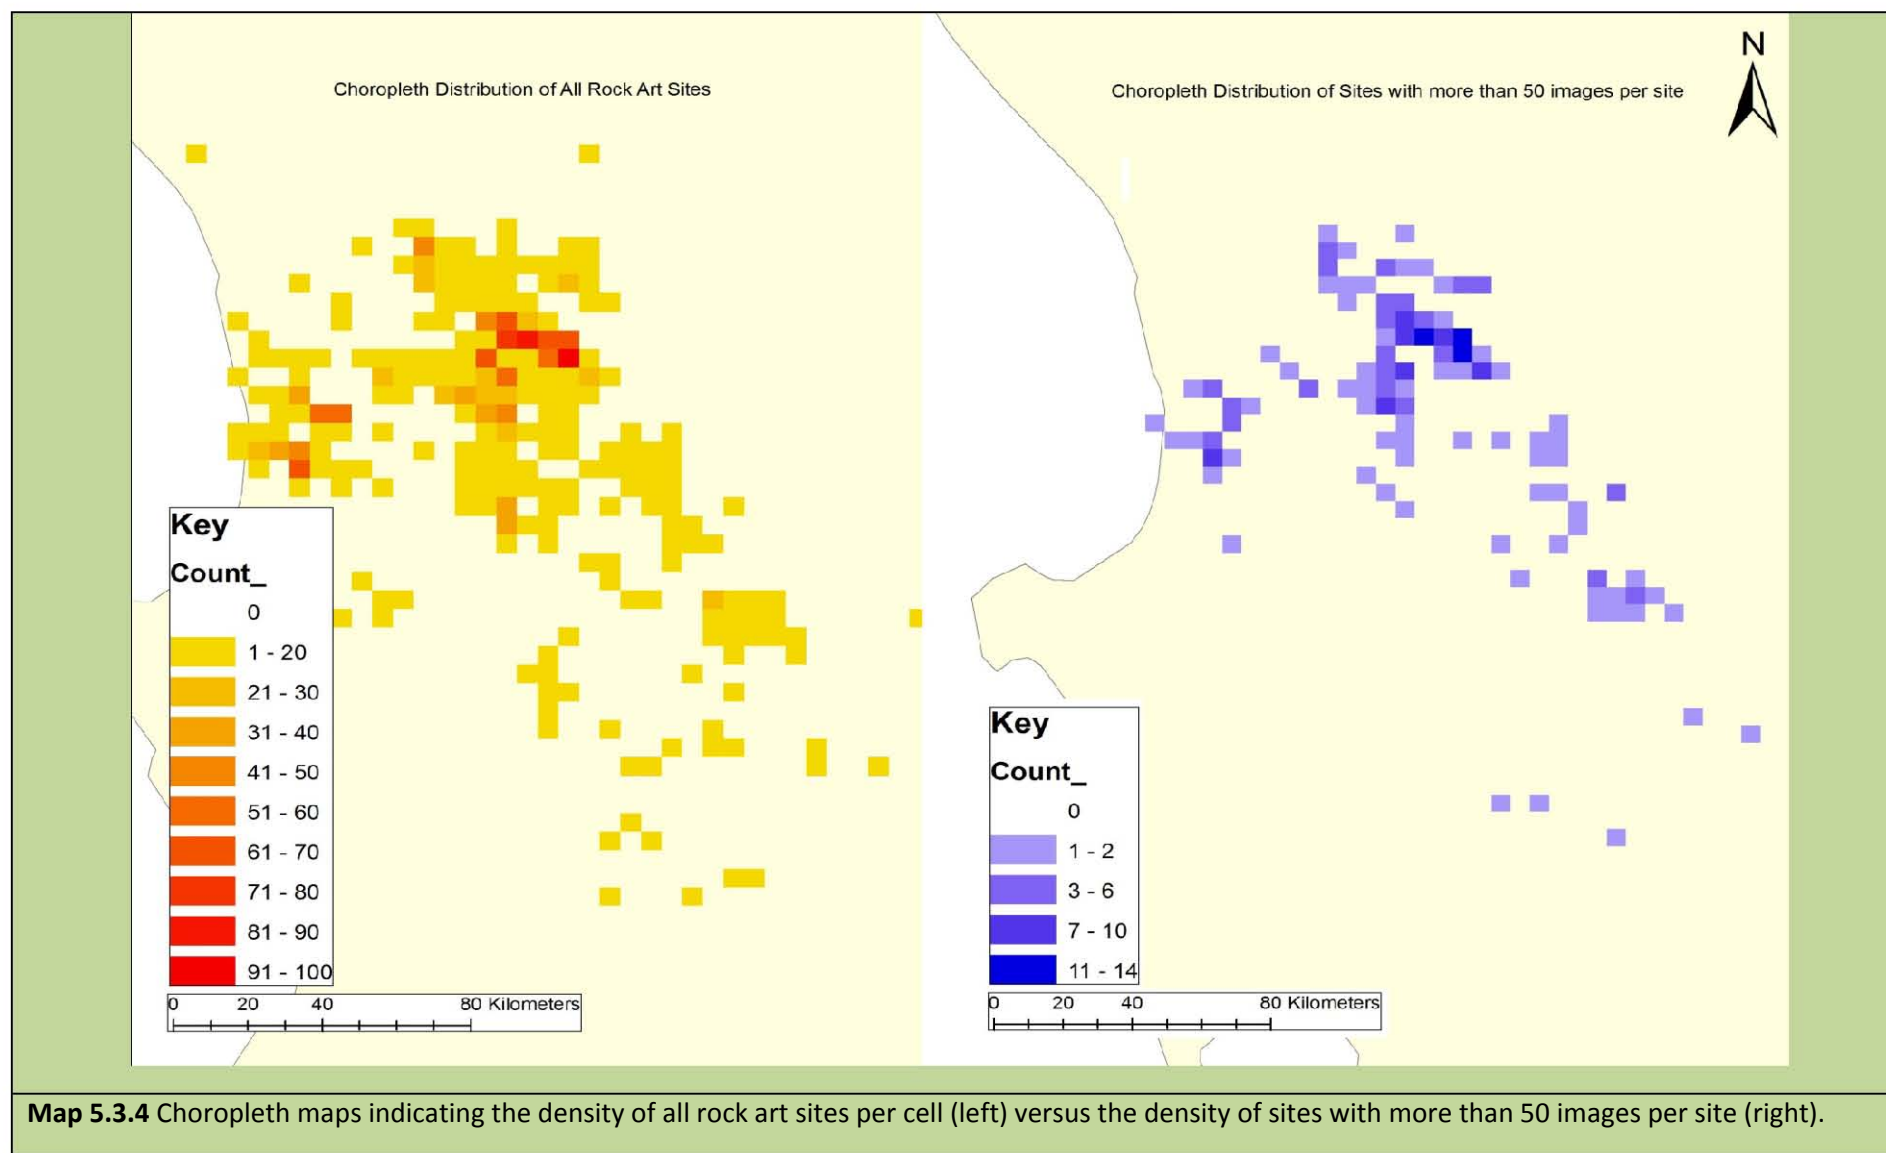 Choropleth Distribution of All Rock Art Sites
Key
Count_
0
1 - 20
21 - 30
31 - 40
41 - 50
51 - 60
61 - 70
71 - 80
81 - 90
91 - 100
0 20 40 80 Kilometers
Choropleth Distribution of Sites with more than 50 images per site
N
Key
Count_
0
1 - 2
3 - 6
7 - 10
11 - 14
0 20 40 80 Kilometers
Map 5.3.4 Choropleth maps indicating the density of all rock art sites per cell (left) versus the density of sites with more than 50 images per site (right).